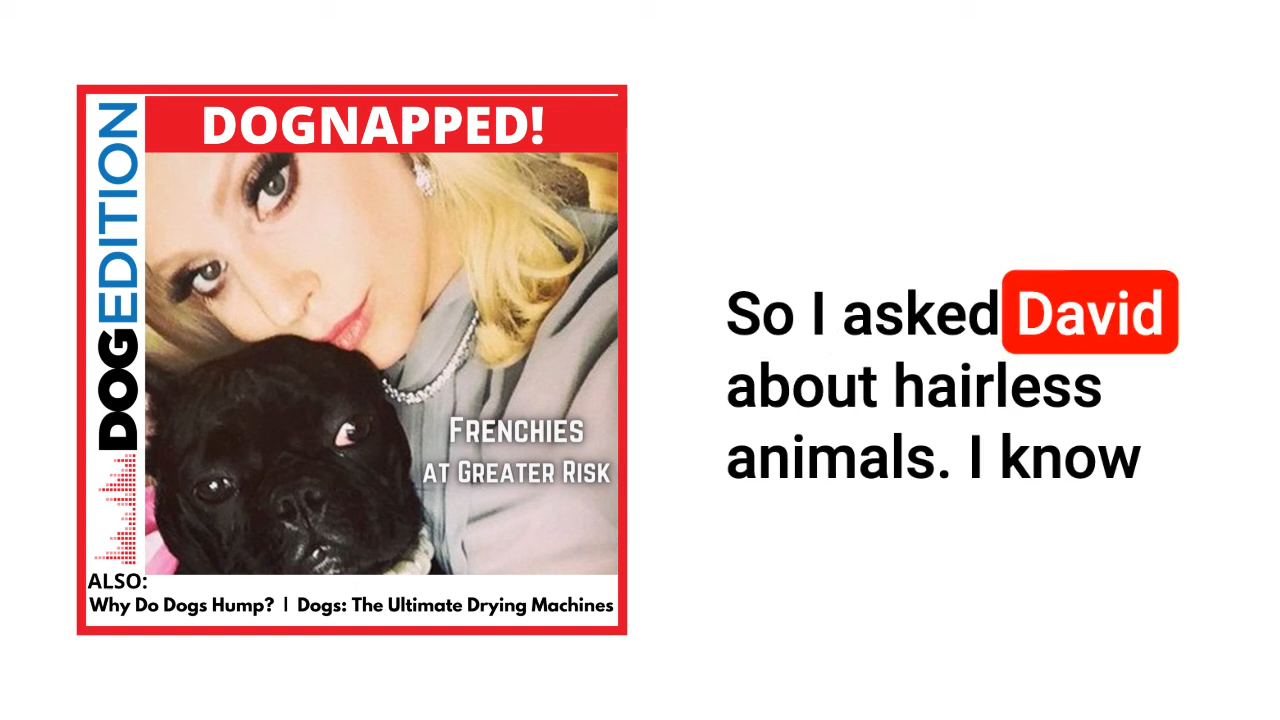 DOGNAPPED!
DOGEDITION
FRENCHIES
AT GREATER RISK
ALSO:
Why Do Dogs Hump? | Dogs: The Ultimate Drying Machines
So I asked David
about hairless
animals. I know